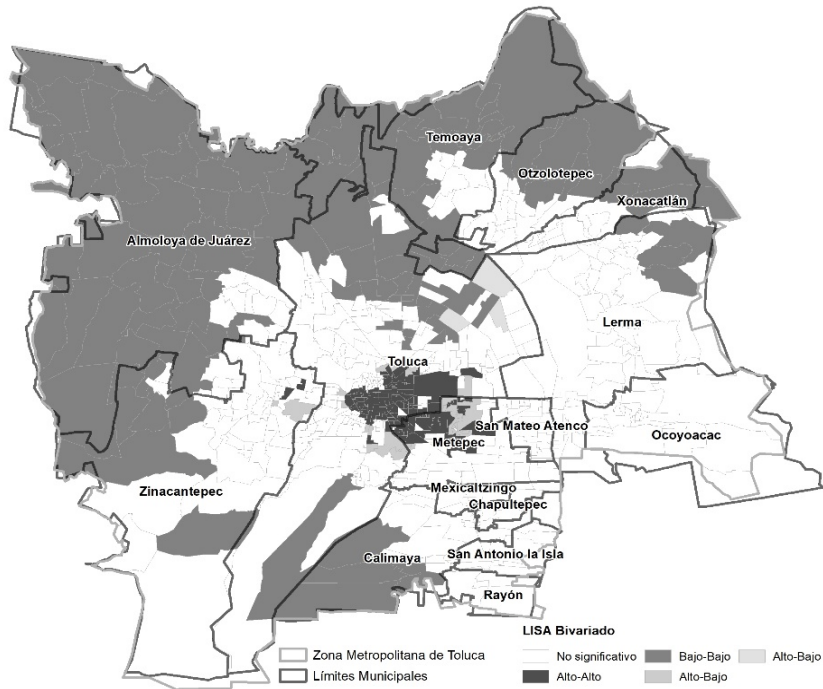 Temoaya
Otzolotepec
Xonacatlán
Almoloya de Juárez
Lerma
Toluca
San Mateo Atenco
Metepec
Ocoyoacac
Zinacantepec
Mexicaltzingo
Chapultepec
Calimaya
San Antonio la Isla
Rayón
LISA Bivariado
Zona Metropolitana de Toluca
No significativo
Bajo-Bajo
Alto-Bajo
Límites Municipales
Alto-Alto
Alto-Bajo